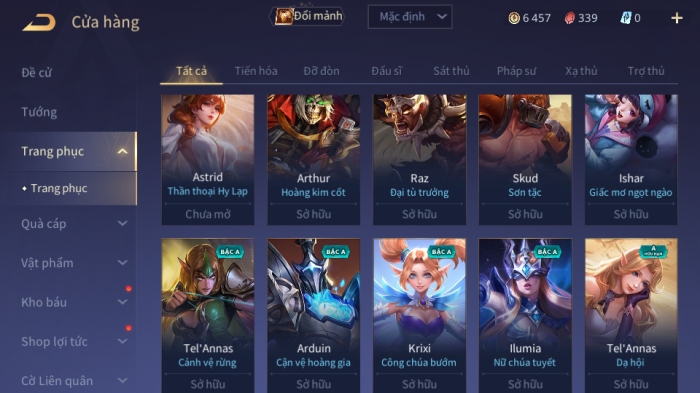 Cửa hàng
Đổi mảnh
Mặc định
6 457
339
0
Đề cử
Tướng
Trang phục
Trang phục
Quà cáp
Vật phẩm
Kho báu
Shop lợi tức
Cờ Liên quân
Tất cả
Tiến hóa
Đỡ đòn
Đấu sĩ
Sát thủ
Pháp sư
Xạ thủ
Trợ thủ
Astrid
Thần thoại Hy Lạp
Chưa mở
Arthur
Hoàng kim cốt
Sở hữu
Raz
Đại tù trưởng
Sở hữu
Skud
Sơn tặc
Sở hữu
Ishar
Giấc mơ ngọt ngào
Sở hữu
BẬC A
Tel'Annas
Cảnh vệ rừng
Sở hữu
BẬC A
Arduin
Cận vệ hoàng gia
Sở hữu
BẬC A
Krixi
Công chúa bướm
Sở hữu
BẬC A
Ilumia
Nữ chúa tuyết
Sở hữu
A
HỮU HẠN
Tel'Annas
Dạ hội
Sở hữu